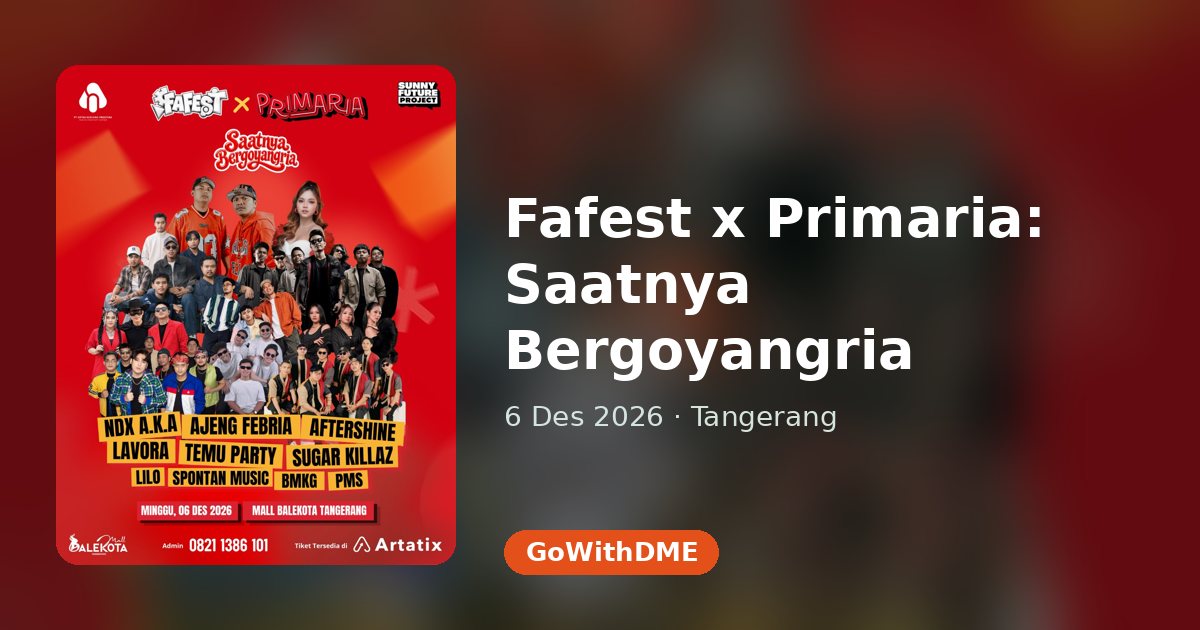 FAFEST x PRIMARIA
SUNNY
FUTURE
PROJECT
Saatnya
Bergoyangria
NDX A.K.A AJENG FEBRIA AFTERSHINE
LAVORA TEMU PARTY SUGAR KILLAZ
LILO SPONTAN MUSIC BMKG PMS
MINGGU, 06 DES 2026 MALL BALEKOTA TANGERANG
Mall
BALEKOTA
Admin 0821 1386 101
Tiket Tersedia di Artatix
Fafest x Primaria:
Saatnya
Bergoyangria
6 Des 2026 · Tangerang
GoWithDME